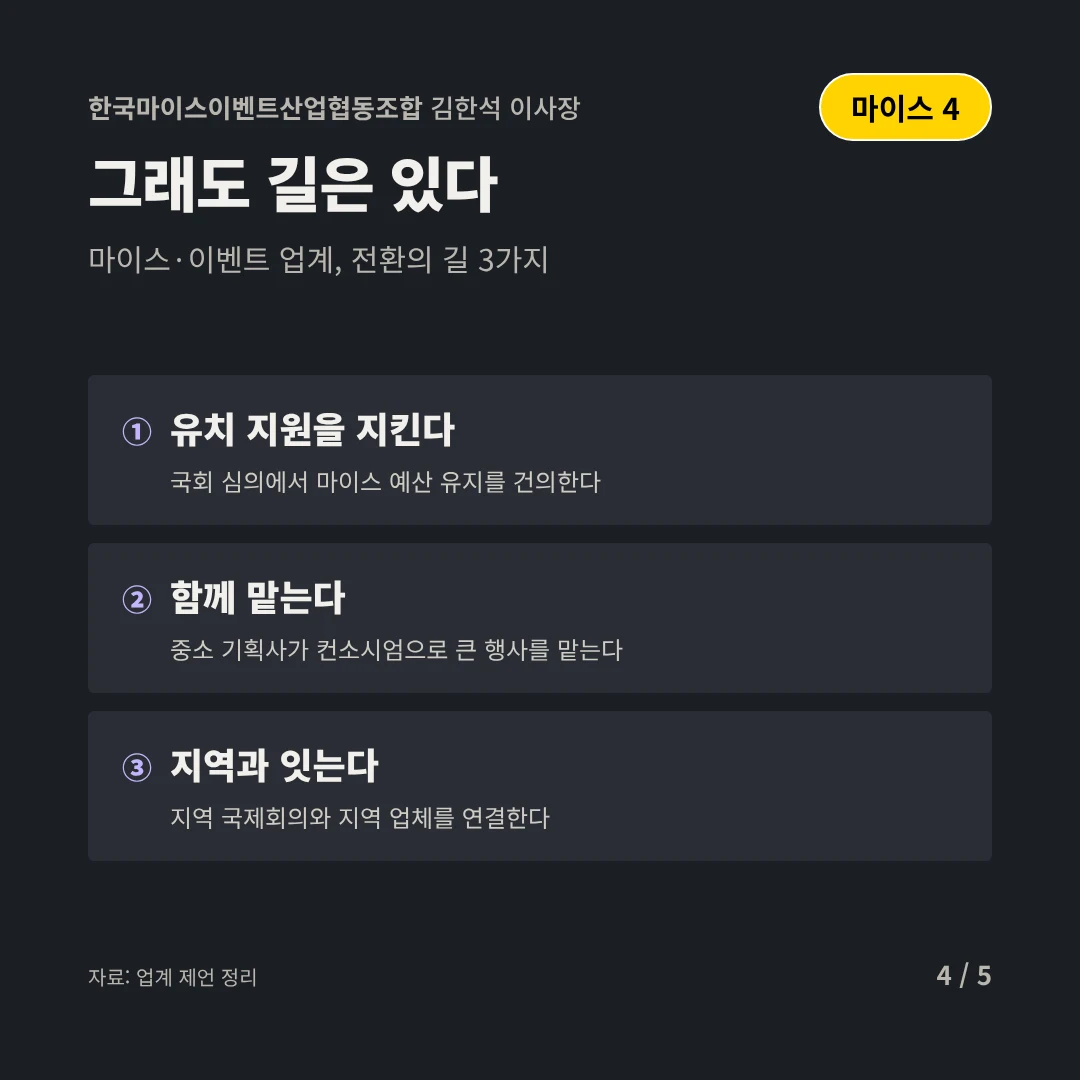 한국마이스이벤트산업협동조합 김한석 이사장
마이스 4
그래도 길은 있다
마이스·이벤트 업계, 전환의 길 3가지
① 유치 지원을 지킨다
국회 심의에서 마이스 예산 유지를 건의한다
② 함께 맡는다
중소 기획사가 컨소시엄으로 큰 행사를 맡는다
③ 지역과 잇는다
지역 국제회의와 지역 업체를 연결한다
자료: 업계 제언 정리
4 / 5